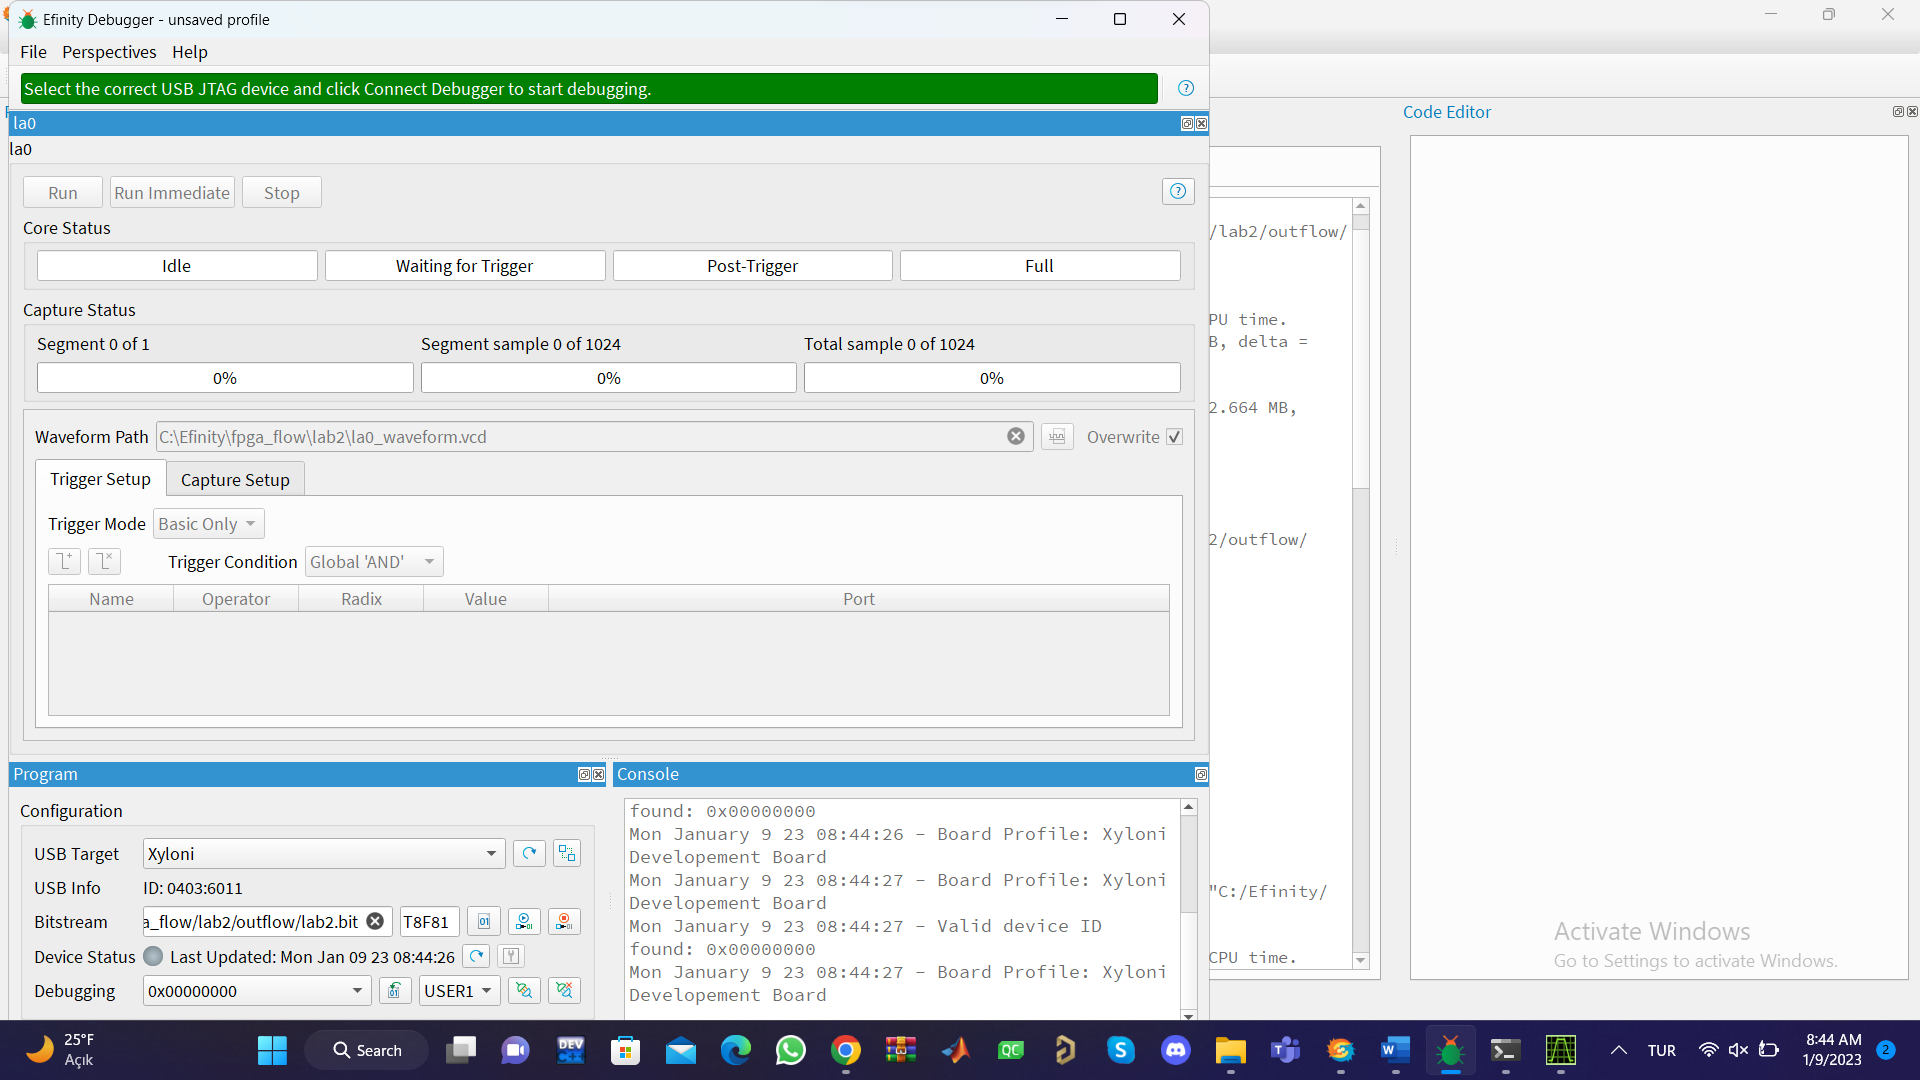 Efinity Debugger - unsaved profile
File Perspectives Help
Select the correct USB JTAG device and click Connect Debugger to start debugging.
la0
la0
Run Run Immediate Stop
Core Status
Idle Waiting for Trigger Post-Trigger Full
Capture Status
Segment 0 of 1 Segment sample 0 of 1024 Total sample 0 of 1024
0% 0% 0%
Waveform Path C:\Efinity\fpga_flow\lab2\la0_waveform.vcd Overwrite
Trigger Setup Capture Setup
Trigger Mode Basic Only
Trigger Condition Global 'AND'
Name Operator Radix Value Port
Program
Configuration
USB Target Xyloni
USB Info ID: 0403:6011
Bitstream a_flow/lab2/outflow/lab2.bit T8F81
Device Status Last Updated: Mon Jan 09 23 08:44:26
Debugging 0x00000000 USER1
Console
found: 0x00000000
Mon January 9 23 08:44:26 - Board Profile: Xyloni
Developement Board
Mon January 9 23 08:44:27 - Board Profile: Xyloni
Developement Board
Mon January 9 23 08:44:27 - Valid device ID
found: 0x00000000
Mon January 9 23 08:44:27 - Board Profile: Xyloni
Developement Board
/lab2/outflow/
PU time.
B, delta =
2.664 MB,
2/outflow/
"C:/Efinity/
CPU time.
Code Editor
Activate Windows
Go to Settings to activate Windows.
25°F
Açık
Search
DEV
C++
QC
TUR
8:44 AM
1/9/2023
2